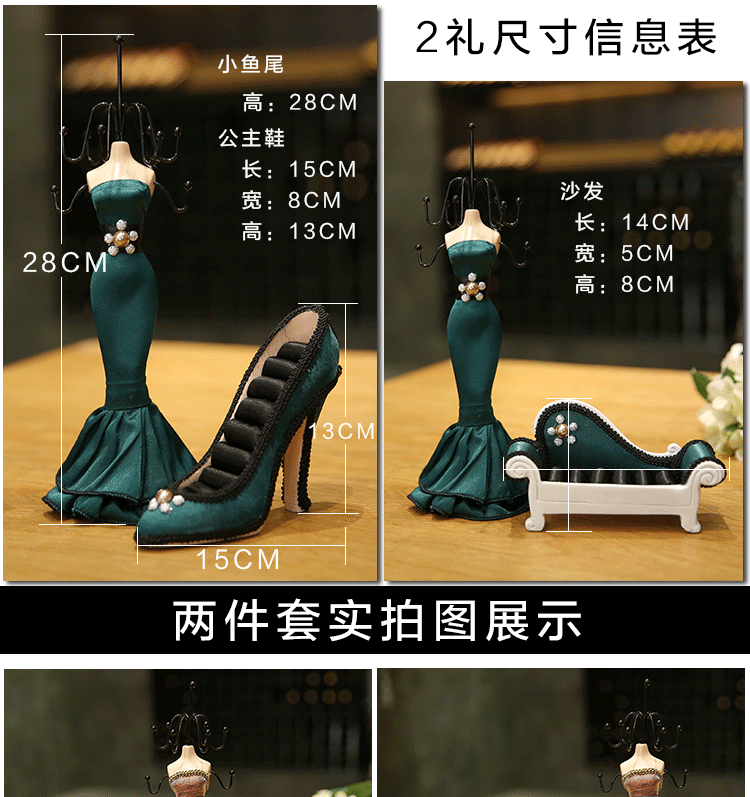 2礼尺寸信息表
小鱼尾
高：28CM
公主鞋
长：15CM
宽：8CM
高：13CM
28CM
13CM
15CM
沙发
长：14CM
宽：5CM
高：8CM
两件套实拍图展示